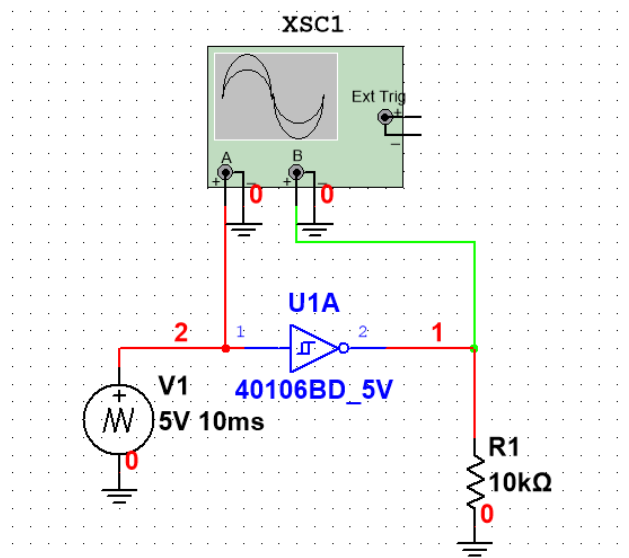 XSC1
Ext Trig
+
−
A
B
+
−
+
−
0
0
U1A
2
1
2
1
40106BD_5V
V1
+
5V 10ms
0
R1
10kΩ
0